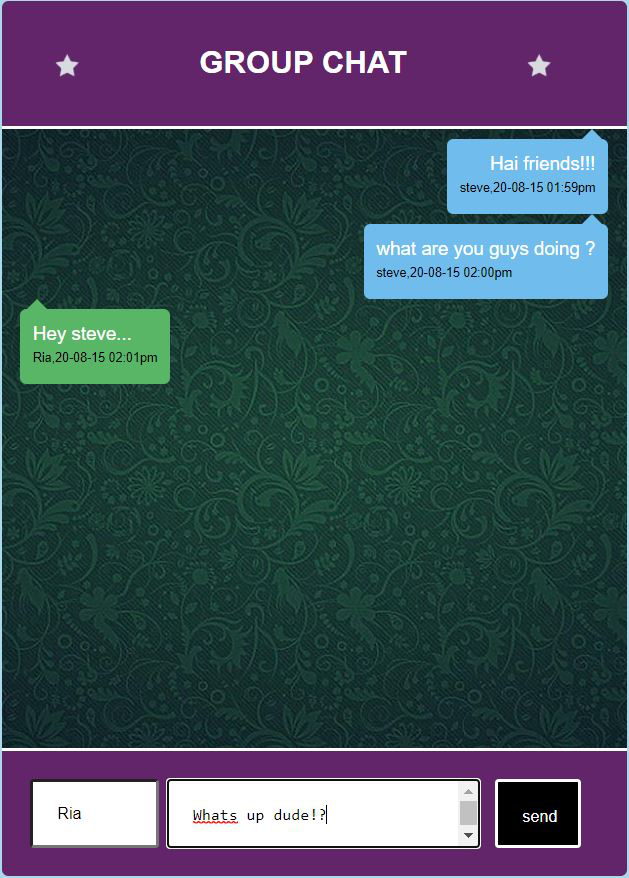 GROUP CHAT
Hai friends!!!
steve,20-08-15 01:59pm
what are you guys doing ?
steve,20-08-15 02:00pm
Hey steve...
Ria,20-08-15 02:01pm
Ria
Whats up dude!?
send